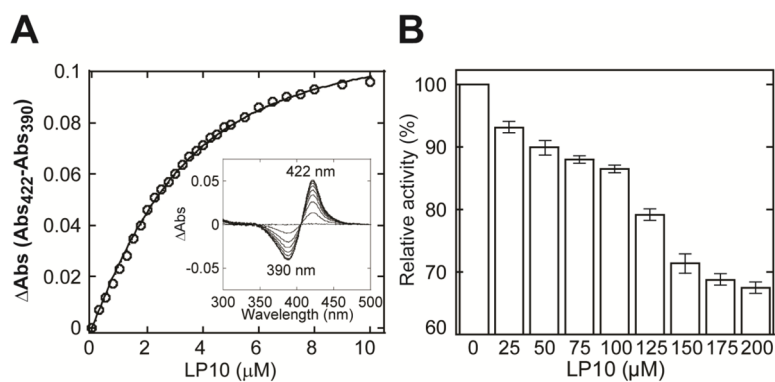 A
B
ΔAbs (Abs422-Abs390)
0.1
0.08
0.06
0.04
0.02
0
0 2 4 6 8 10
LP10 (μM)
ΔAbs
0.05
0
-0.05
422 nm
390 nm
300 350 400 450 500
Wavelength (nm)
Relative activity (%)
100
90
80
70
60
0 25 50 75 100 125 150 175 200
LP10 (μM)